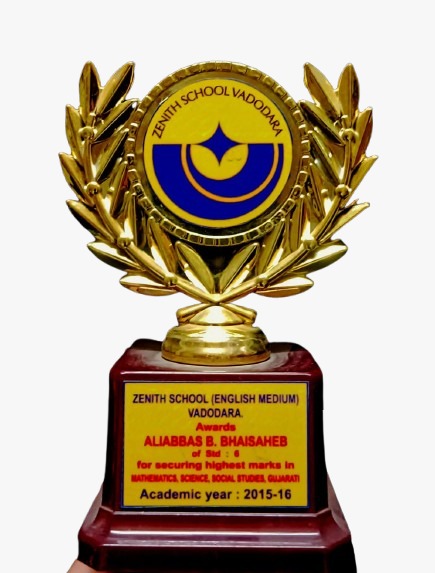 ZENITH SCHOOL VADODARA
ZENITH SCHOOL (ENGLISH MEDIUM)
VADODARA.
Awards
ALIABBAS B. BHAISAHEB
of Std : 6
for securing highest marks in
MATHEMATICS, SCIENCE, SOCIAL STUDIES, GUJARATI
Academic year : 2015-16